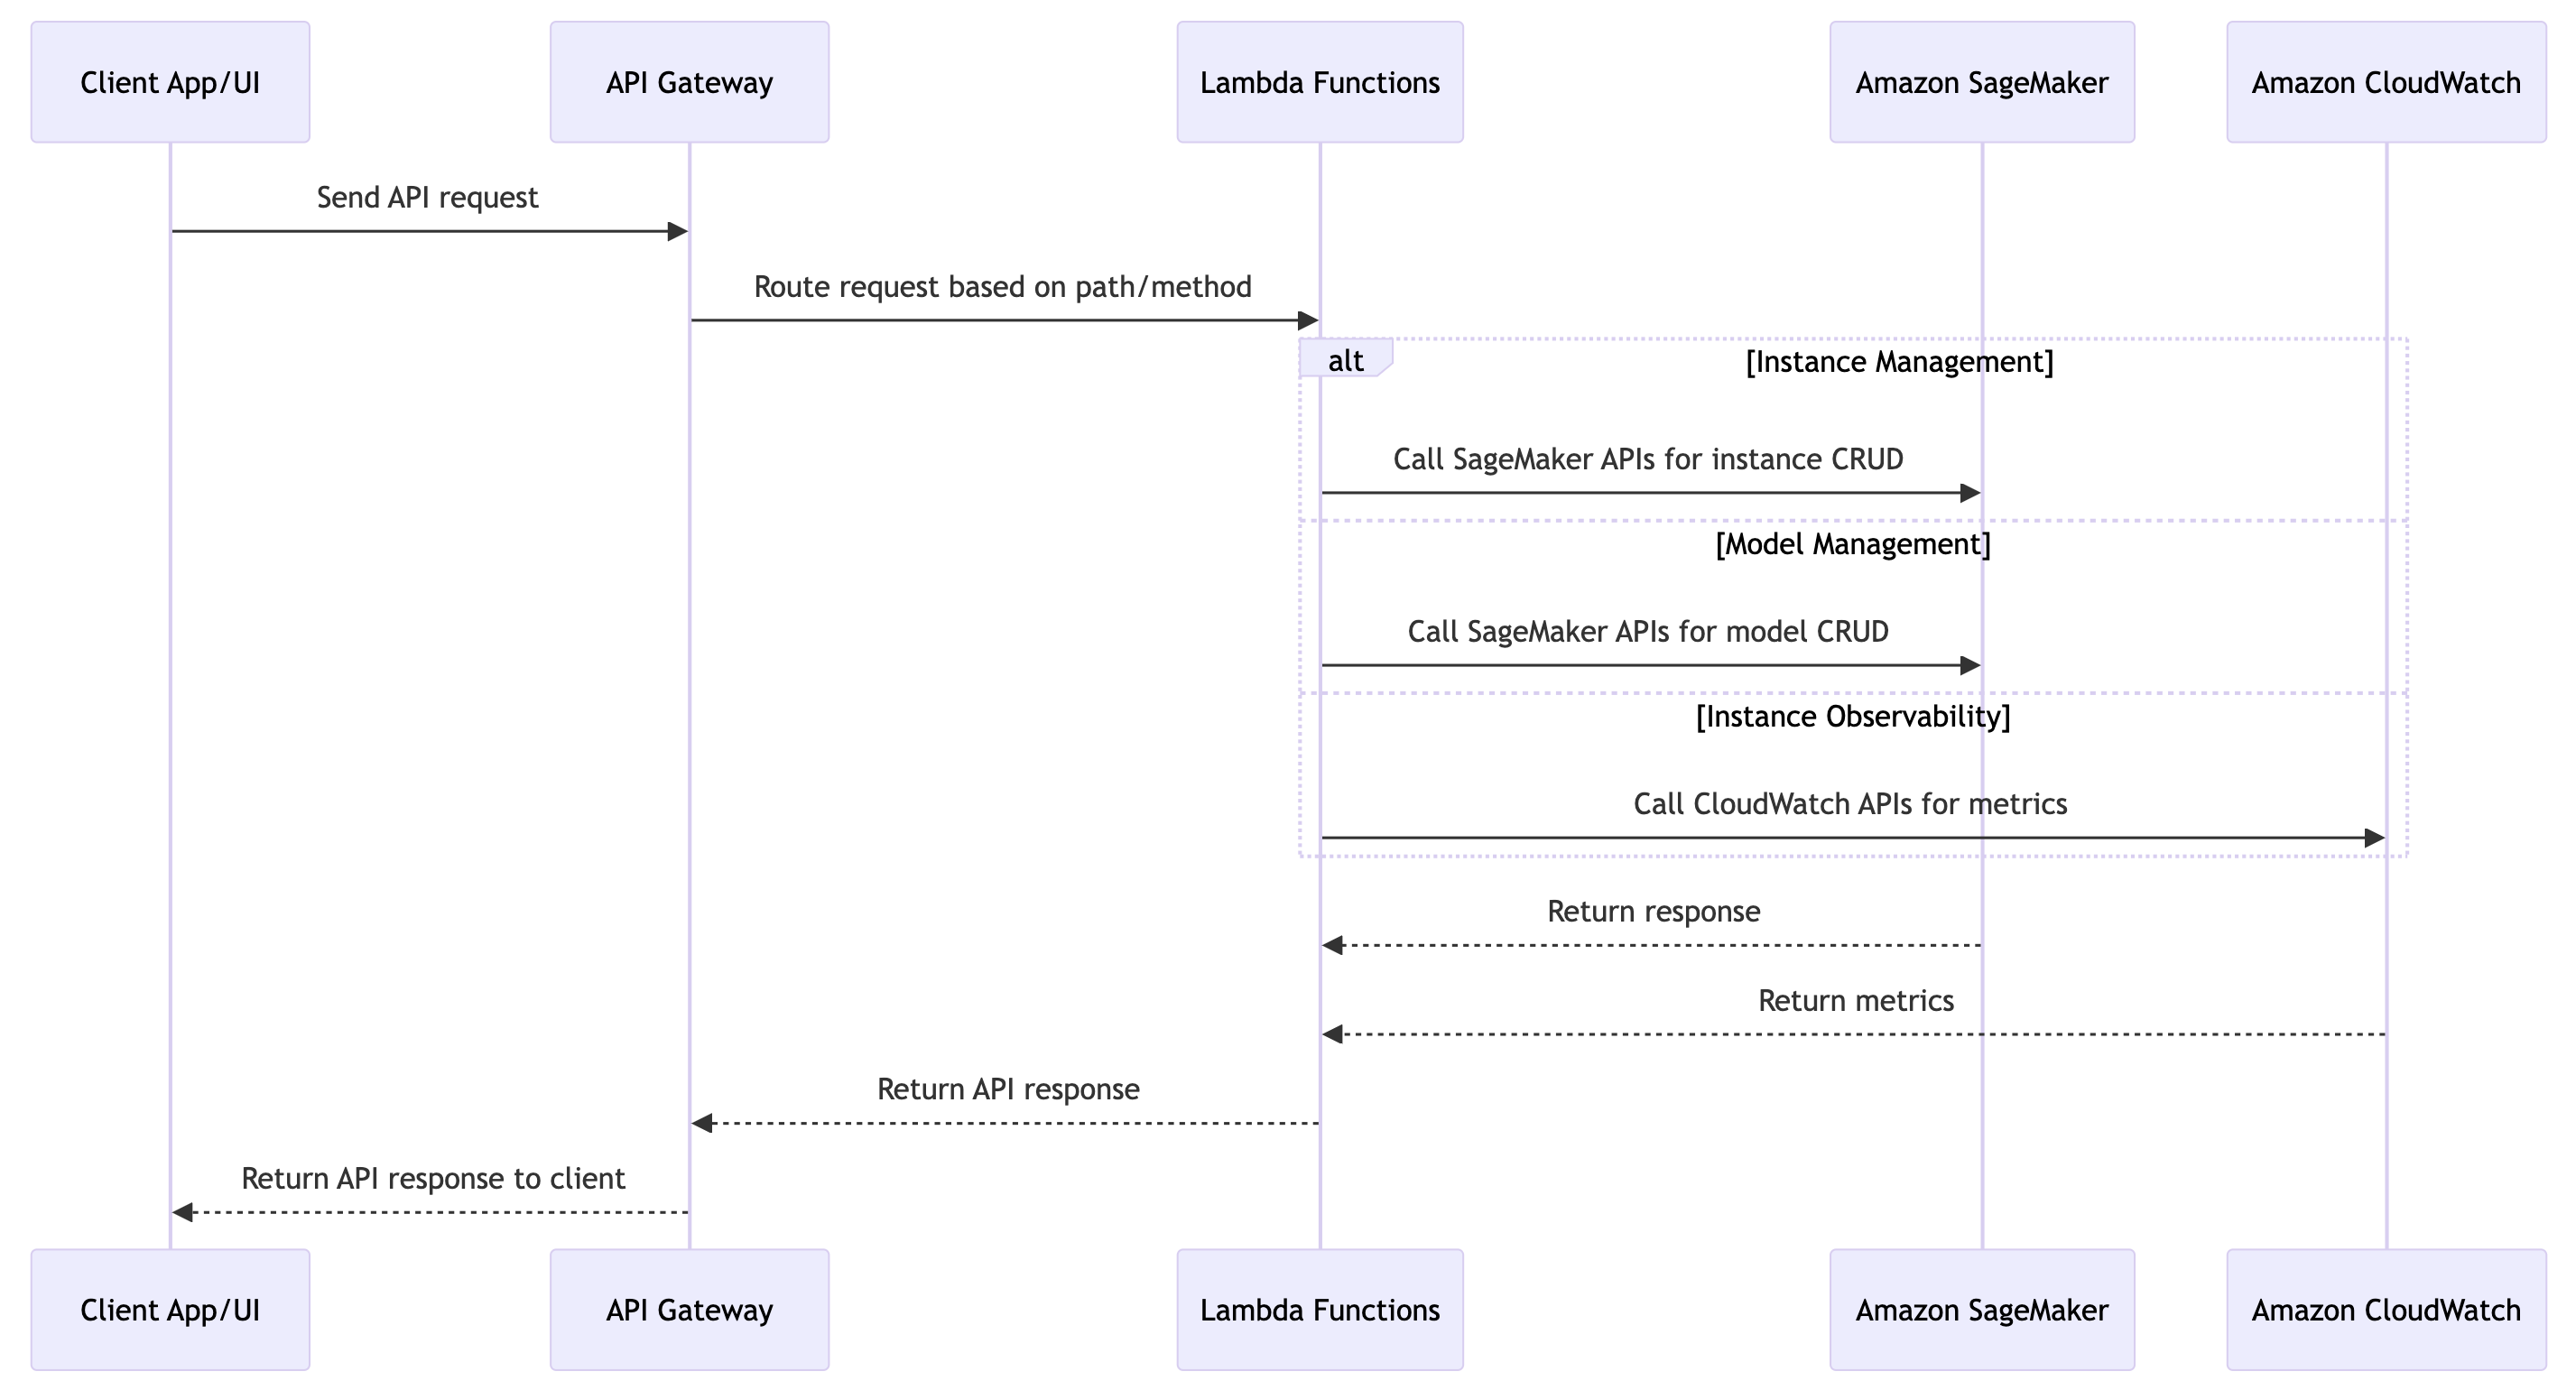 Client App/UI
API Gateway
Lambda Functions
Amazon SageMaker
Amazon CloudWatch
Send API request
Route request based on path/method
alt
[Instance Management]
Call SageMaker APIs for instance CRUD
[Model Management]
Call SageMaker APIs for model CRUD
[Instance Observability]
Call CloudWatch APIs for metrics
Return response
Return metrics
Return API response
Return API response to client
Client App/UI
API Gateway
Lambda Functions
Amazon SageMaker
Amazon CloudWatch